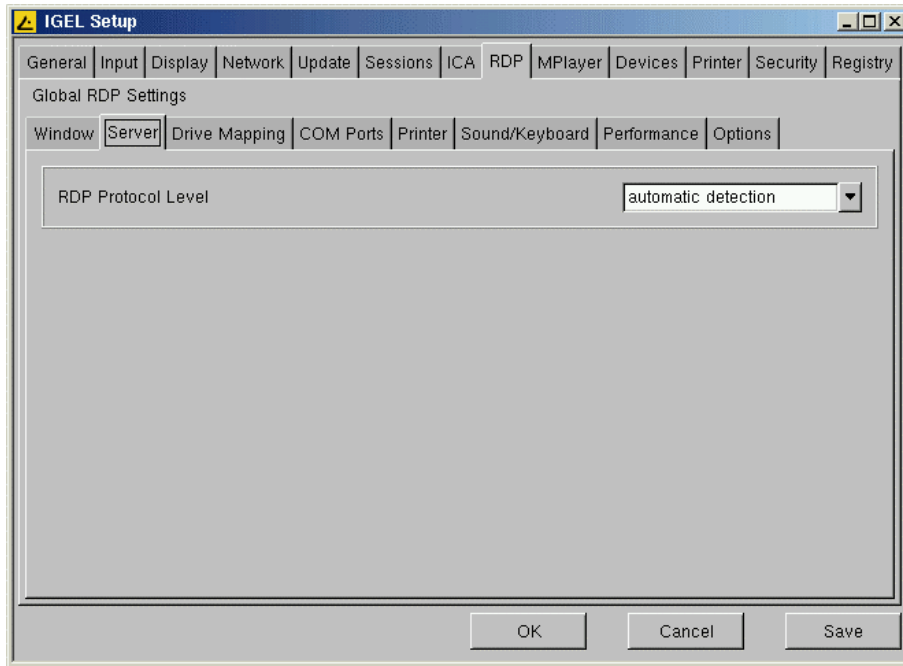 IGEL Setup
General Input Display Network Update Sessions ICA RDP MPlayer Devices Printer Security Registry
Global RDP Settings
Window Server Drive Mapping COM Ports Printer Sound/Keyboard Performance Options
RDP Protocol Level automatic detection
OK Cancel Save